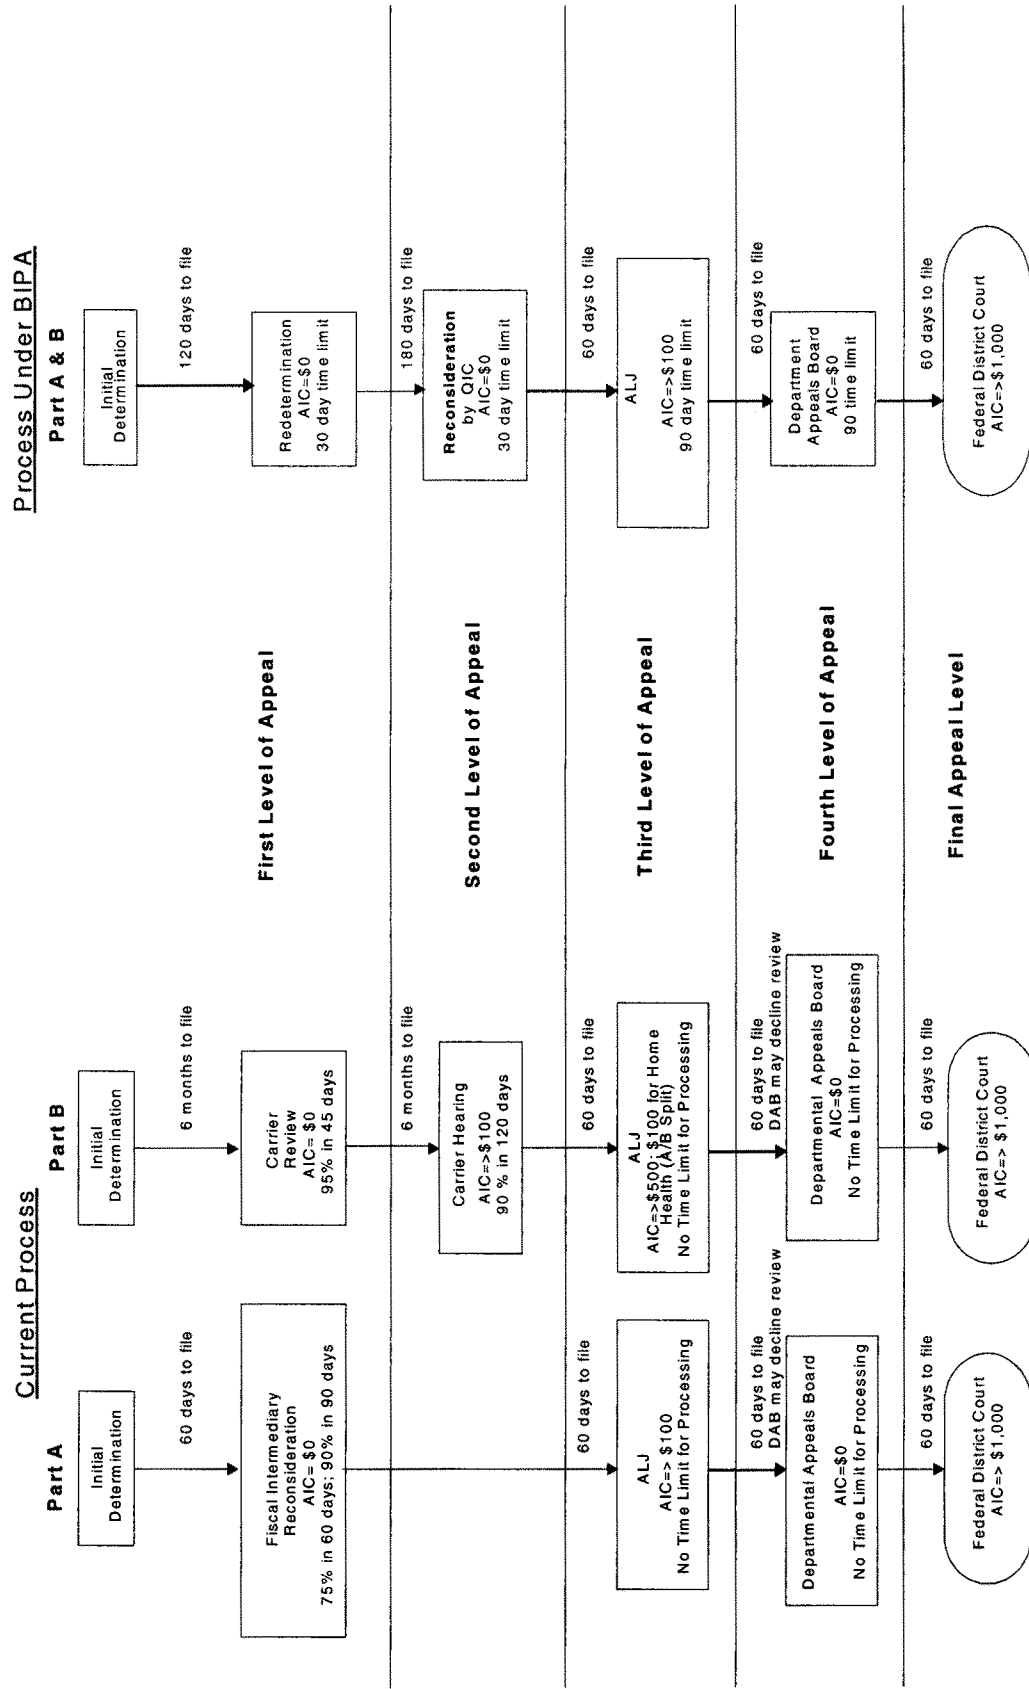 Current Process
Process Under BIPA
Part A
Part B
Part A & B
Initial
Determination
Initial
Determination
Initial
Determination
60 days to file
6 months to file
120 days to file
First Level of Appeal
Fiscal Intermediary
Reconsideration
AIC= $0
75% in 60 days; 90% in 90 days
Carrier
Review
AIC= $0
95% in 45 days
Redetermination
AIC=$0
30 day time limit
6 months to file
180 days to file
Second Level of Appeal
Carrier Hearing
AIC=>$100
90 % in 120 days
Reconsideration
by QIC
AIC=$0
30 day time limit
60 days to file
60 days to file
60 days to file
Third Level of Appeal
ALJ
AIC=> $100
No Time Limit for Processing
ALJ
AIC=>$500; $100 for Home
Health (A/B Split)
No Time Limit for Processing
ALJ
AIC=>$100
90 day time limit
60 days to file
DAB may decline review
60 days to file
DAB may decline review
60 days to file
Fourth Level of Appeal
Departmental Appeals Board
AIC=$0
No Time Limit for Processing
Departmental Appeals Board
AIC=$0
No Time Limit for Processing
Department
Appeals Board
AIC=$0
90 time limit
60 days to file
60 days to file
60 days to file
Final Appeal Level
Federal District Court
AIC=> $1,000
Federal District Court
AIC=> $1,000
Federal District Court
AIC=>$1,000